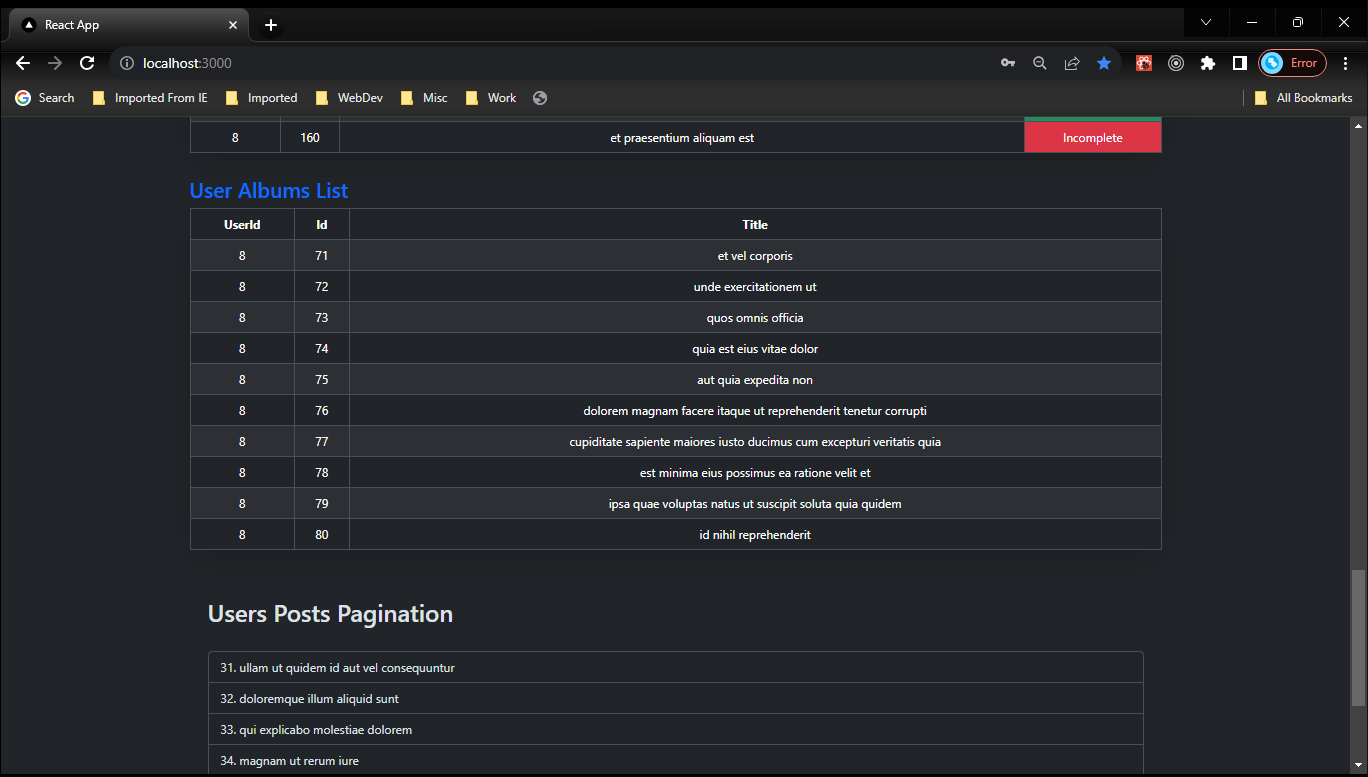 React App
localhost:3000
Error
Search Imported From IE Imported WebDev Misc Work All Bookmarks
8 160 et praesentium aliquam est Incomplete
User Albums List
UserId Id Title
8 71 et vel corporis
8 72 unde exercitationem ut
8 73 quos omnis officia
8 74 quia est eius vitae dolor
8 75 aut quia expedita non
8 76 dolorem magnam facere itaque ut reprehenderit tenetur corrupti
8 77 cupiditate sapiente maiores iusto ducimus cum excepturi veritatis quia
8 78 est minima eius possimus ea ratione velit et
8 79 ipsa quae voluptas natus ut suscipit soluta quia quidem
8 80 id nihil reprehenderit
Users Posts Pagination
31. ullam ut quidem id aut vel consequuntur
32. doloremque illum aliquid sunt
33. qui explicabo molestiae dolorem
34. magnam ut rerum iure